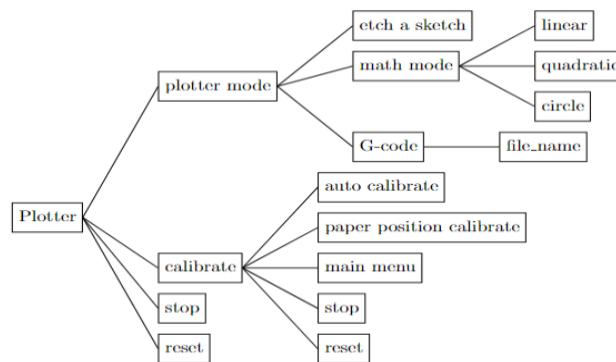 etch a sketch
linear
math mode
quadratic
plotter mode
circle
G-code
file_name
auto calibrate
Plotter
paper position calibrate
calibrate
main menu
stop
stop
reset
reset